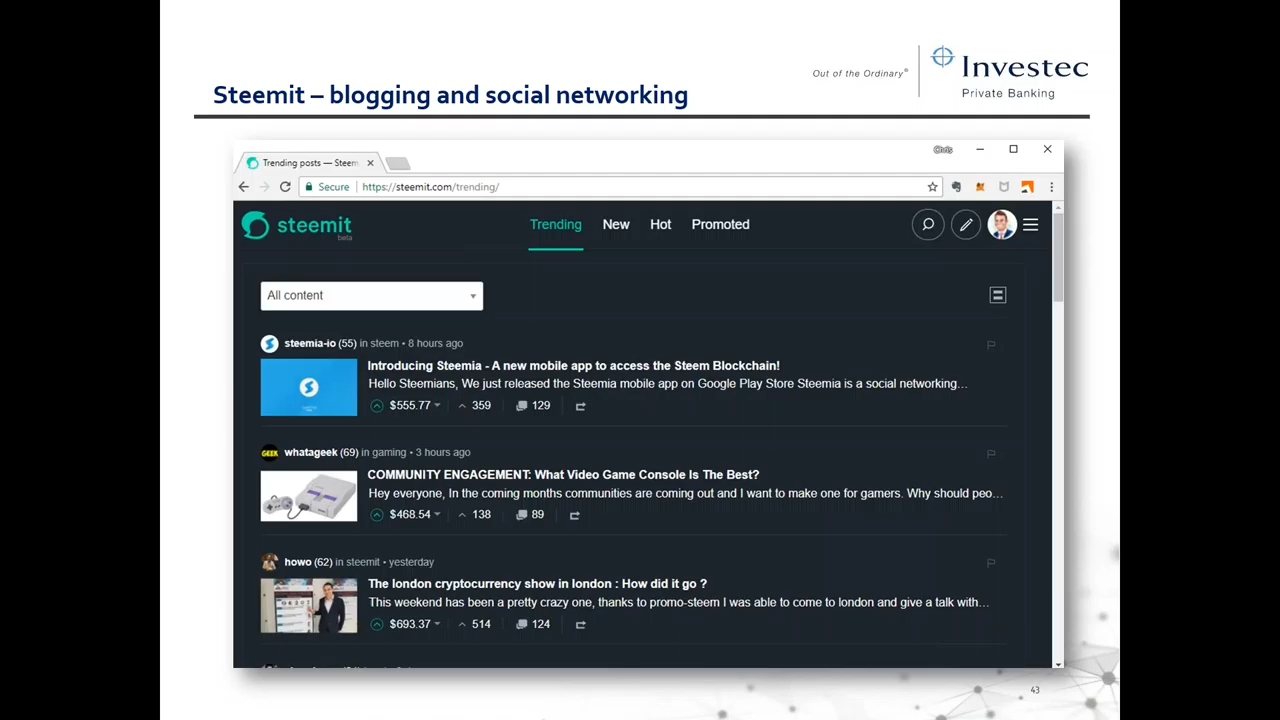 Out of the Ordinary®
Investec
Private Banking
Steemit – blogging and social networking
Chris
Trending posts — Steem
Secure
https://steemit.com/trending/
steemit
beta
Trending
New
Hot
Promoted
All content
steemia-io (55) in steem • 8 hours ago
Introducing Steemia - A new mobile app to access the Steem Blockchain!
Hello Steemians, We just released the Steemia mobile app on Google Play Store Steemia is a social networking…
$555.77 359 129
GEEK whatageek (69) in gaming • 3 hours ago
COMMUNITY ENGAGEMENT: What Video Game Console Is The Best?
Hey everyone, In the coming months communities are coming out and I want to make one for gamers. Why should peo…
$468.54 138 89
howo (62) in steemit • yesterday
The london cryptocurrency show in london : How did it go ?
This weekend has been a pretty crazy one, thanks to promo-steem I was able to come to london and give a talk with…
$693.37 514 124
43